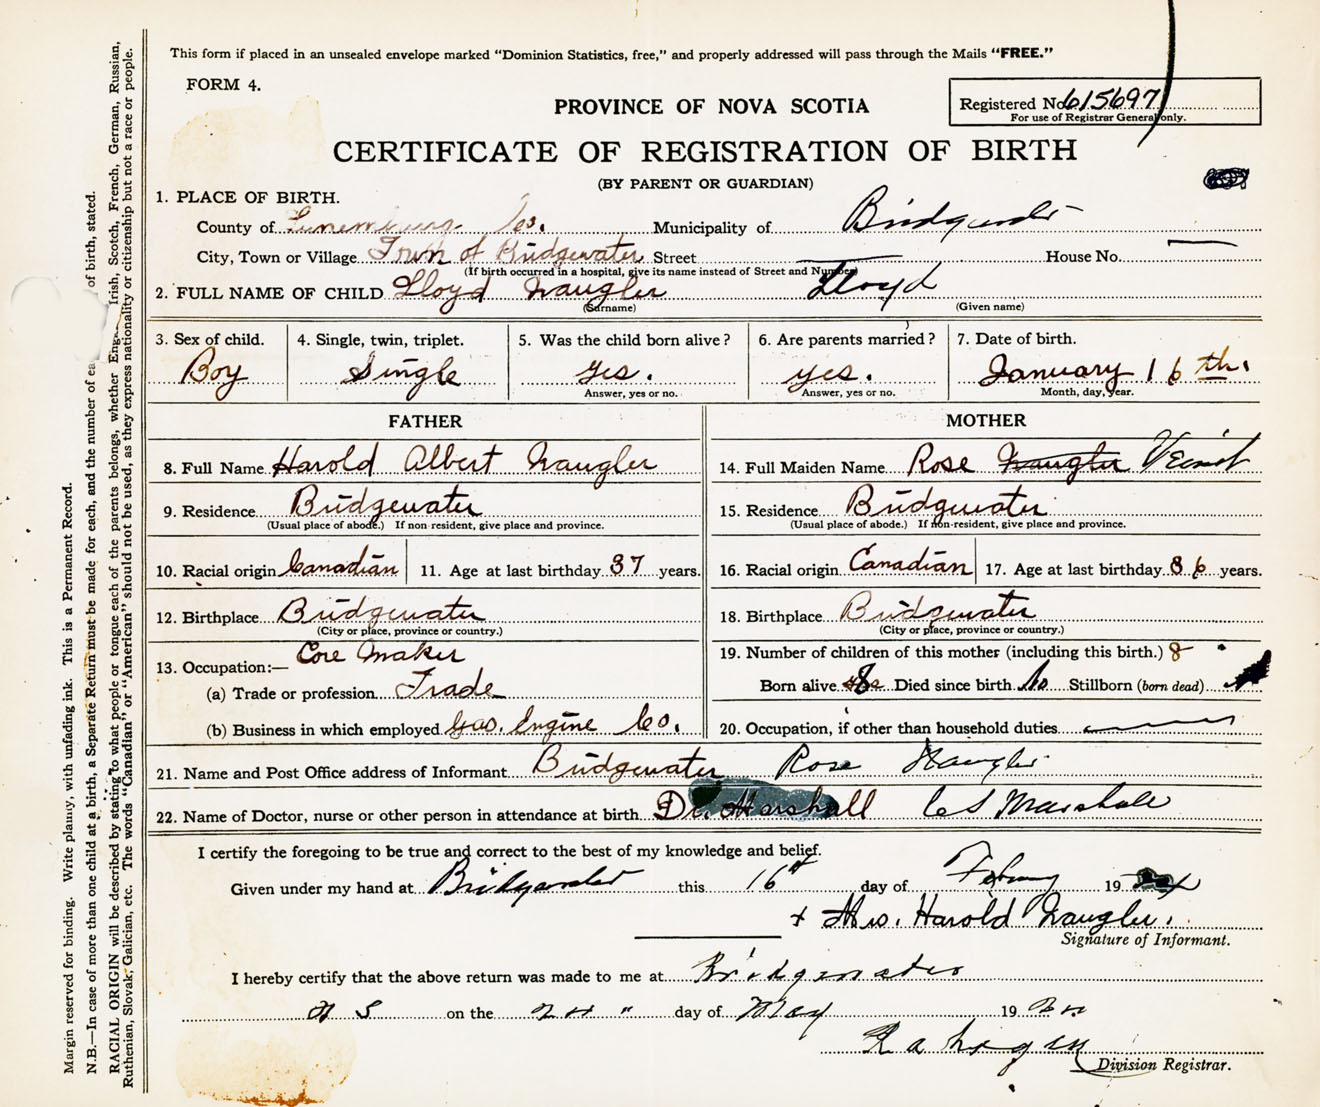 This form if placed in an unsealed envelope marked "Dominion Statistics, free," and properly addressed will pass through the Mails "FREE."
FORM 4.
PROVINCE OF NOVA SCOTIA
Registered No. 615697
For use of Registrar General only.
CERTIFICATE OF REGISTRATION OF BIRTH
(BY PARENT OR GUARDIAN)
1. PLACE OF BIRTH.
County of Lunenburg Co. Municipality of Bridgewater
City, Town or Village Town of Bridgewater Street House No.
(If birth occurred in a hospital, give its name instead of Street and Number)
2. FULL NAME OF CHILD Lloyd Naugler Lloyd
(Surname) (Given name)
3. Sex of child. 4. Single, twin, triplet. 5. Was the child born alive? 6. Are parents married? 7. Date of birth.
Boy Single yes. yes. January 16th.
Answer, yes or no. Answer, yes or no. Month, day, year.
FATHER MOTHER
8. Full Name Harold Albert Naugler 14. Full Maiden Name Rose Naugler Veinot
9. Residence Bridgewater 15. Residence Bridgewater
(Usual place of abode.) If non-resident, give place and province. (Usual place of abode.) If non-resident, give place and province.
10. Racial origin Canadian 11. Age at last birthday 37 years. 16. Racial origin Canadian 17. Age at last birthday 36 years.
12. Birthplace Bridgewater 18. Birthplace Bridgewater
(City or place, province or country.) (City or place, province or country.)
13. Occupation:— Core Maker 19. Number of children of this mother (including this birth.) 8
(a) Trade or profession Trade Born alive 8 Died since birth No Stillborn (born dead)
(b) Business in which employed Gas. Engine Co. 20. Occupation, if other than household duties
21. Name and Post Office address of Informant Bridgewater Rose Naugler
22. Name of Doctor, nurse or other person in attendance at birth Dr. Marshall C S Marshall
I certify the foregoing to be true and correct to the best of my knowledge and belief.
Given under my hand at Bridgewater this 16th day of February 19
+ Mrs. Harold Naugler.
Signature of Informant.
I hereby certify that the above return was made to me at Bridgewater
N S on the day of May 19
Division Registrar.
Margin reserved for binding. Write plainly, with unfading ink. This is a Permanent Record.
N.B.—In case of more than one child at a birth, a Separate Return must be made for each, and the number of of birth, stated.
RACIAL ORIGIN will be described by stating to what people or tongue each of the parents belongs, whether Irish, Scotch, French, German, Russian,
Ruthenian, Slovak, Galician, etc. The words "Canadian" or "American" should not be used, as they express nationality or citizenship but not a race or people.